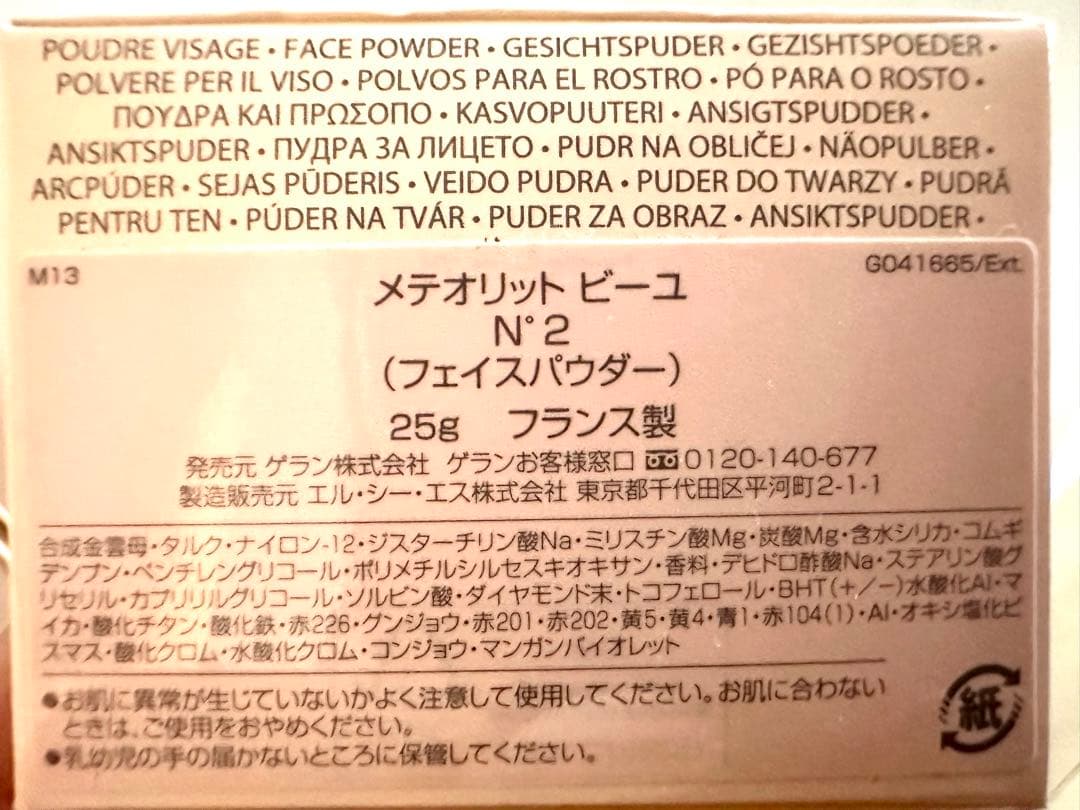 POUDRE VISAGE • FACE POWDER • GESICHTSPUDER • GEZISHTSPOEDER •
POLVERE PER IL VISO • POLVOS PARA EL ROSTRO • PÓ PARA O ROSTO •
ΠΟΥΔΡΑ ΚΑΙ ΠΡΟΣΟΠΟ • KASVOPUUTERI • ANSIGTSPUDDER •
ANSIKTSPUDER • ПУДРА ЗА ЛИЦЕТО • PUDR NA OBLIČEJ • NÄOPULBER •
ARCPÚDER • SEJAS PŪDERIS • VEIDO PUDRA • PUDER DO TWARZY • PUDRĂ
PENTRU TEN • PÚDER NA TVÁR • PUDER ZA OBRAZ • ANSIKTSPUDDER •
M13
G041665/Ext.
メテオリット ビーユ
N°2
(フェイスパウダー)
25g フランス製
発売元 ゲラン株式会社 ゲランお客様窓口 0120-140-677
製造販売元 エル・シー・エス株式会社 東京都千代田区平河町2-1-1
合成金雲母・タルク・ナイロン-12・ジスターチリン酸Na・ミリスチン酸Mg・炭酸Mg・含水シリカ・コムギ
デンプン・ペンチレングリコール・ポリメチルシルセスキオキサン・香料・デヒドロ酢酸Na・ステアリン酸グ
リセリル・カプリリルグリコール・ソルビン酸・ダイヤモンド末・トコフェロール・BHT(+/-)水酸化Al・マ
イカ・酸化チタン・酸化鉄・赤226・グンジョウ・赤201・赤202・黄5・黄4・青1・赤104(1)・Al・オキシ塩化ビ
スマス・酸化クロム・水酸化クロム・コンジョウ・マンガンバイオレット
●お肌に異常が生じていないかよく注意して使用してください。お肌に合わない
ときは、ご使用をおやめください。
●乳幼児の手の届かないところに保管してください。
紙